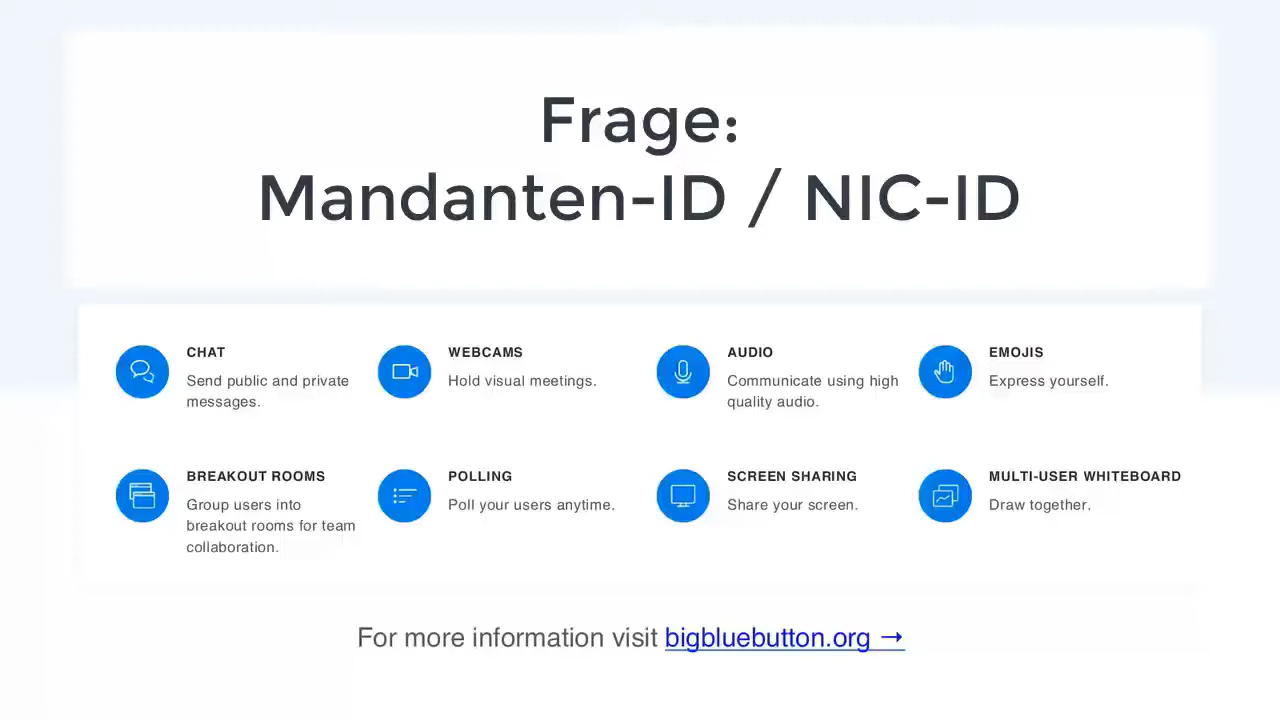 Frage:
Mandanten-ID / NIC-ID
CHAT
Send public and private
messages.
WEBCAMS
Hold visual meetings.
AUDIO
Communicate using high
quality audio.
EMOJIS
Express yourself.
BREAKOUT ROOMS
Group users into
breakout rooms for team
collaboration.
POLLING
Poll your users anytime.
SCREEN SHARING
Share your screen.
MULTI-USER WHITEBOARD
Draw together.
For more information visit bigbluebutton.org →